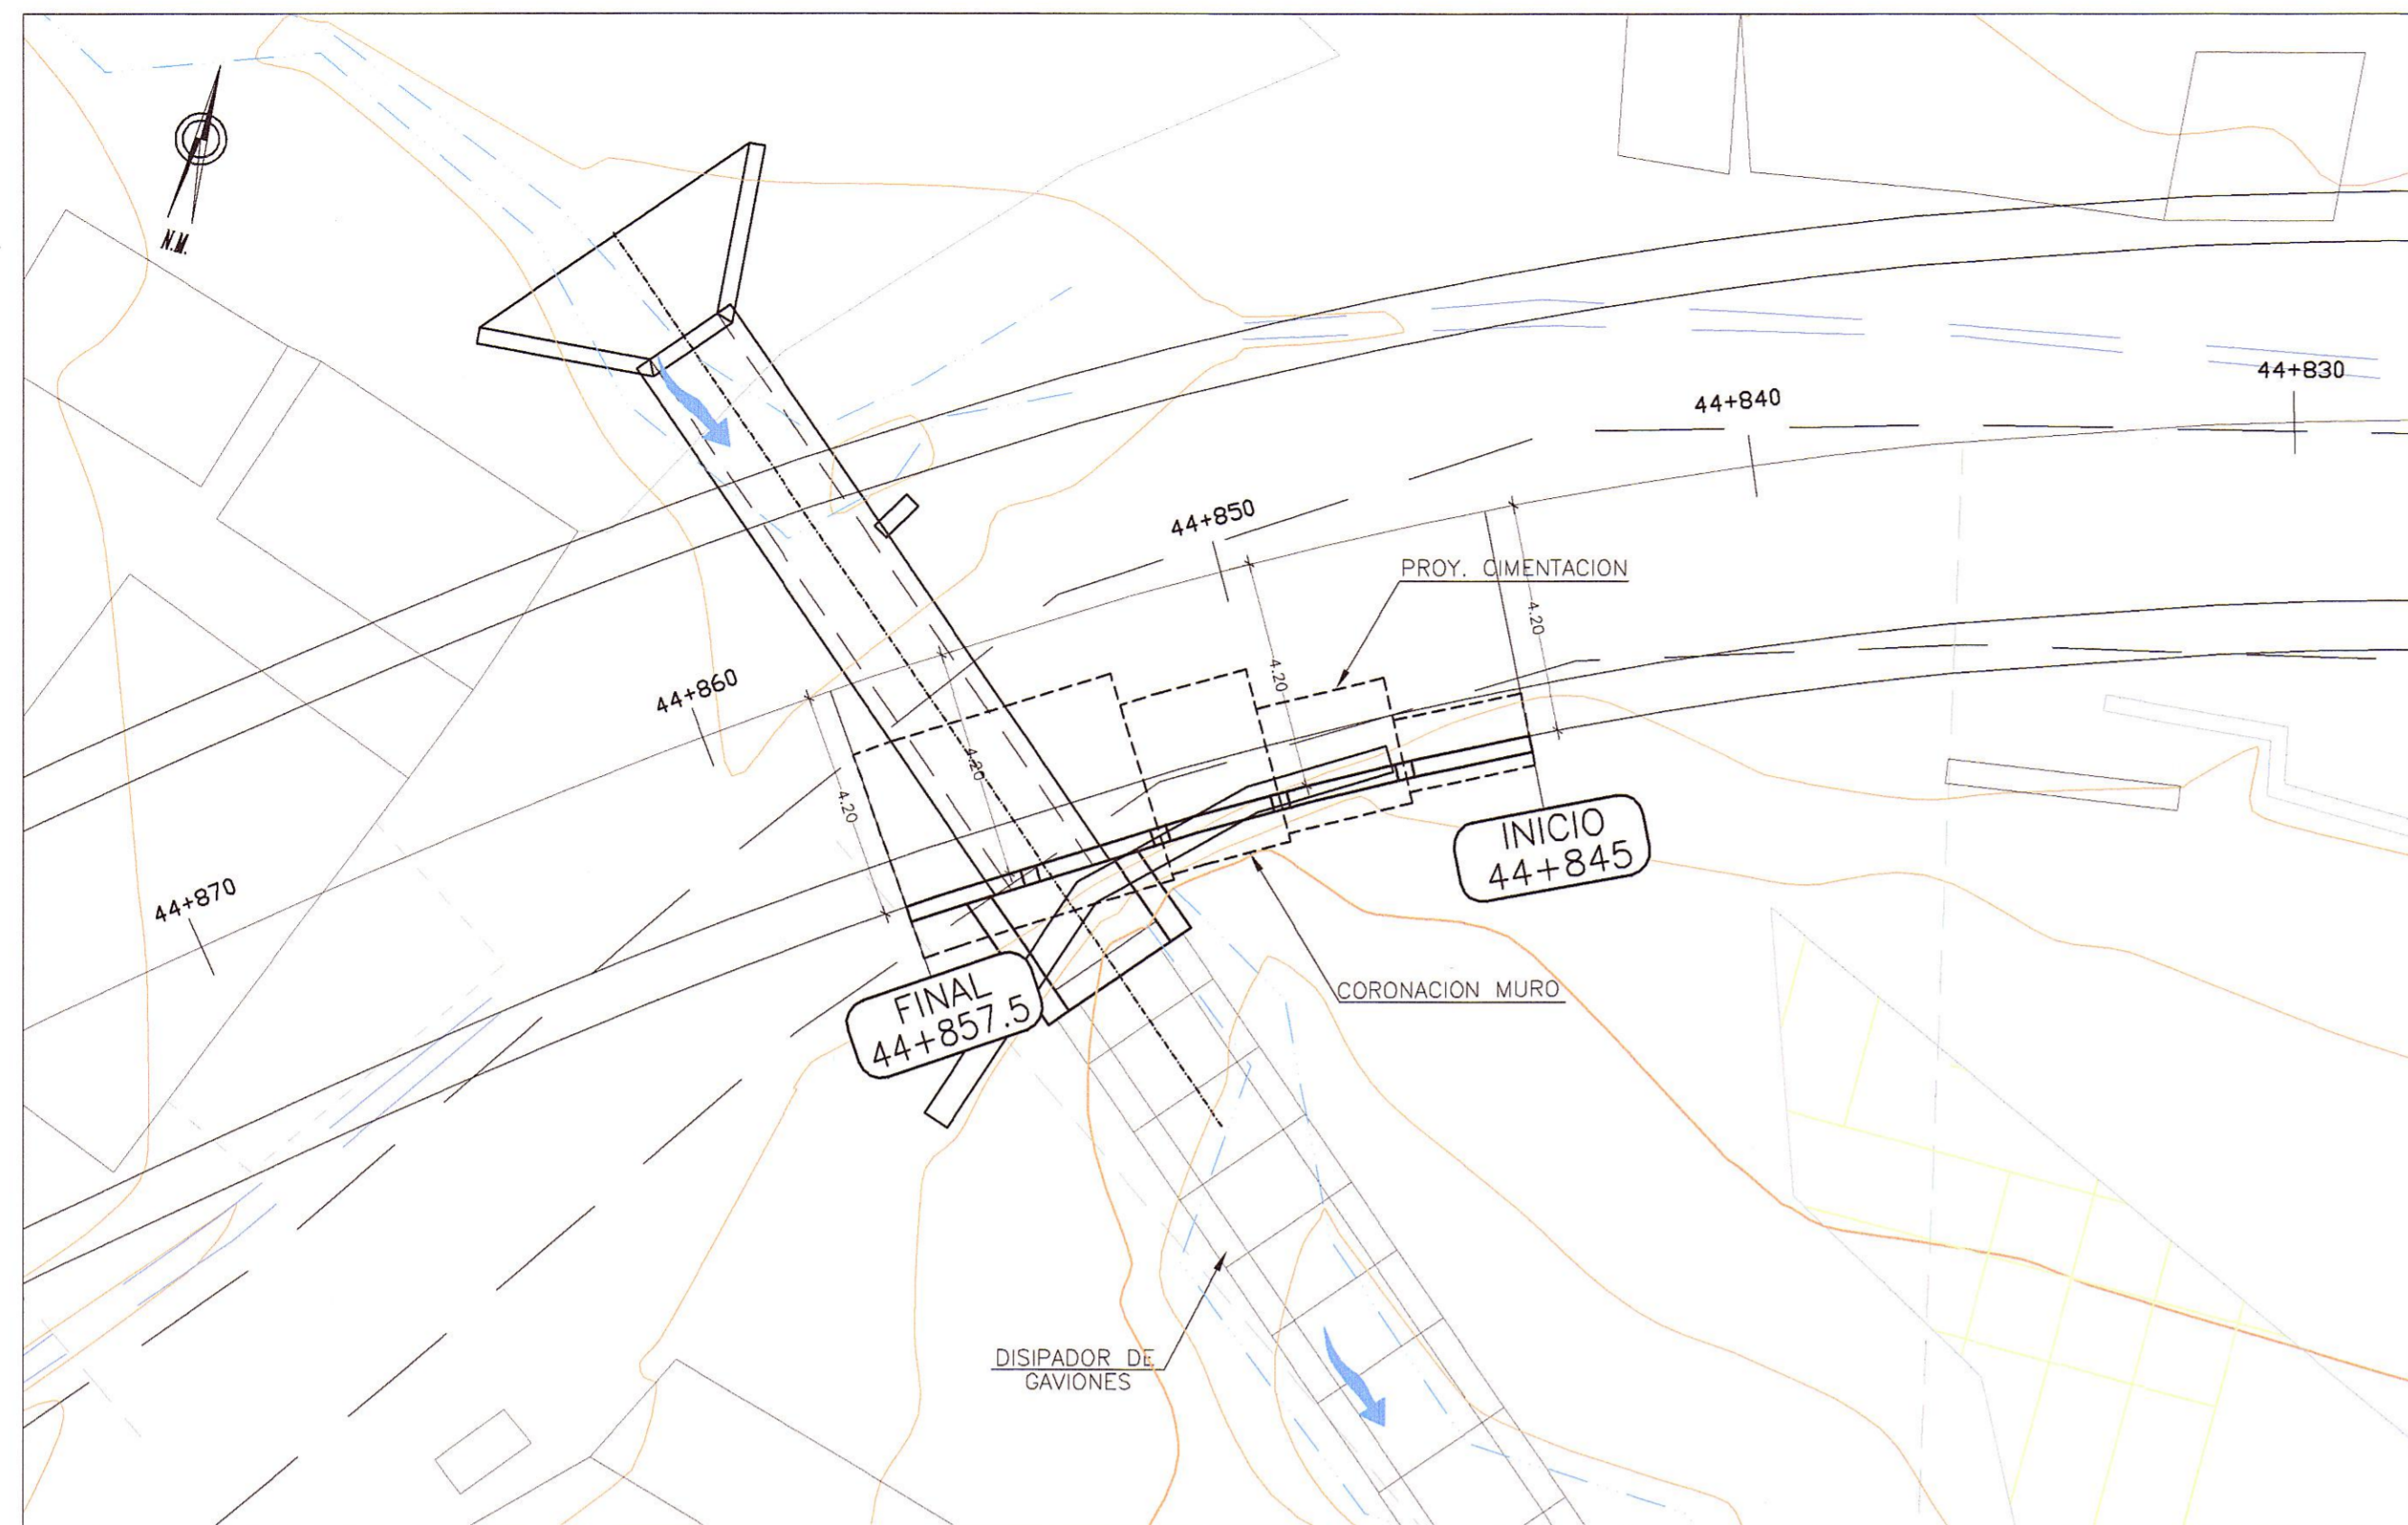 N.M.
44+830
44+840
44+850
PROY. CIMENTACION
4.20
4.20
44+860
4.20
4.20
INICIO
44+845
44+870
CORONACION MURO
FINAL
44+857.5
DISIPADOR DE
GAVIONES